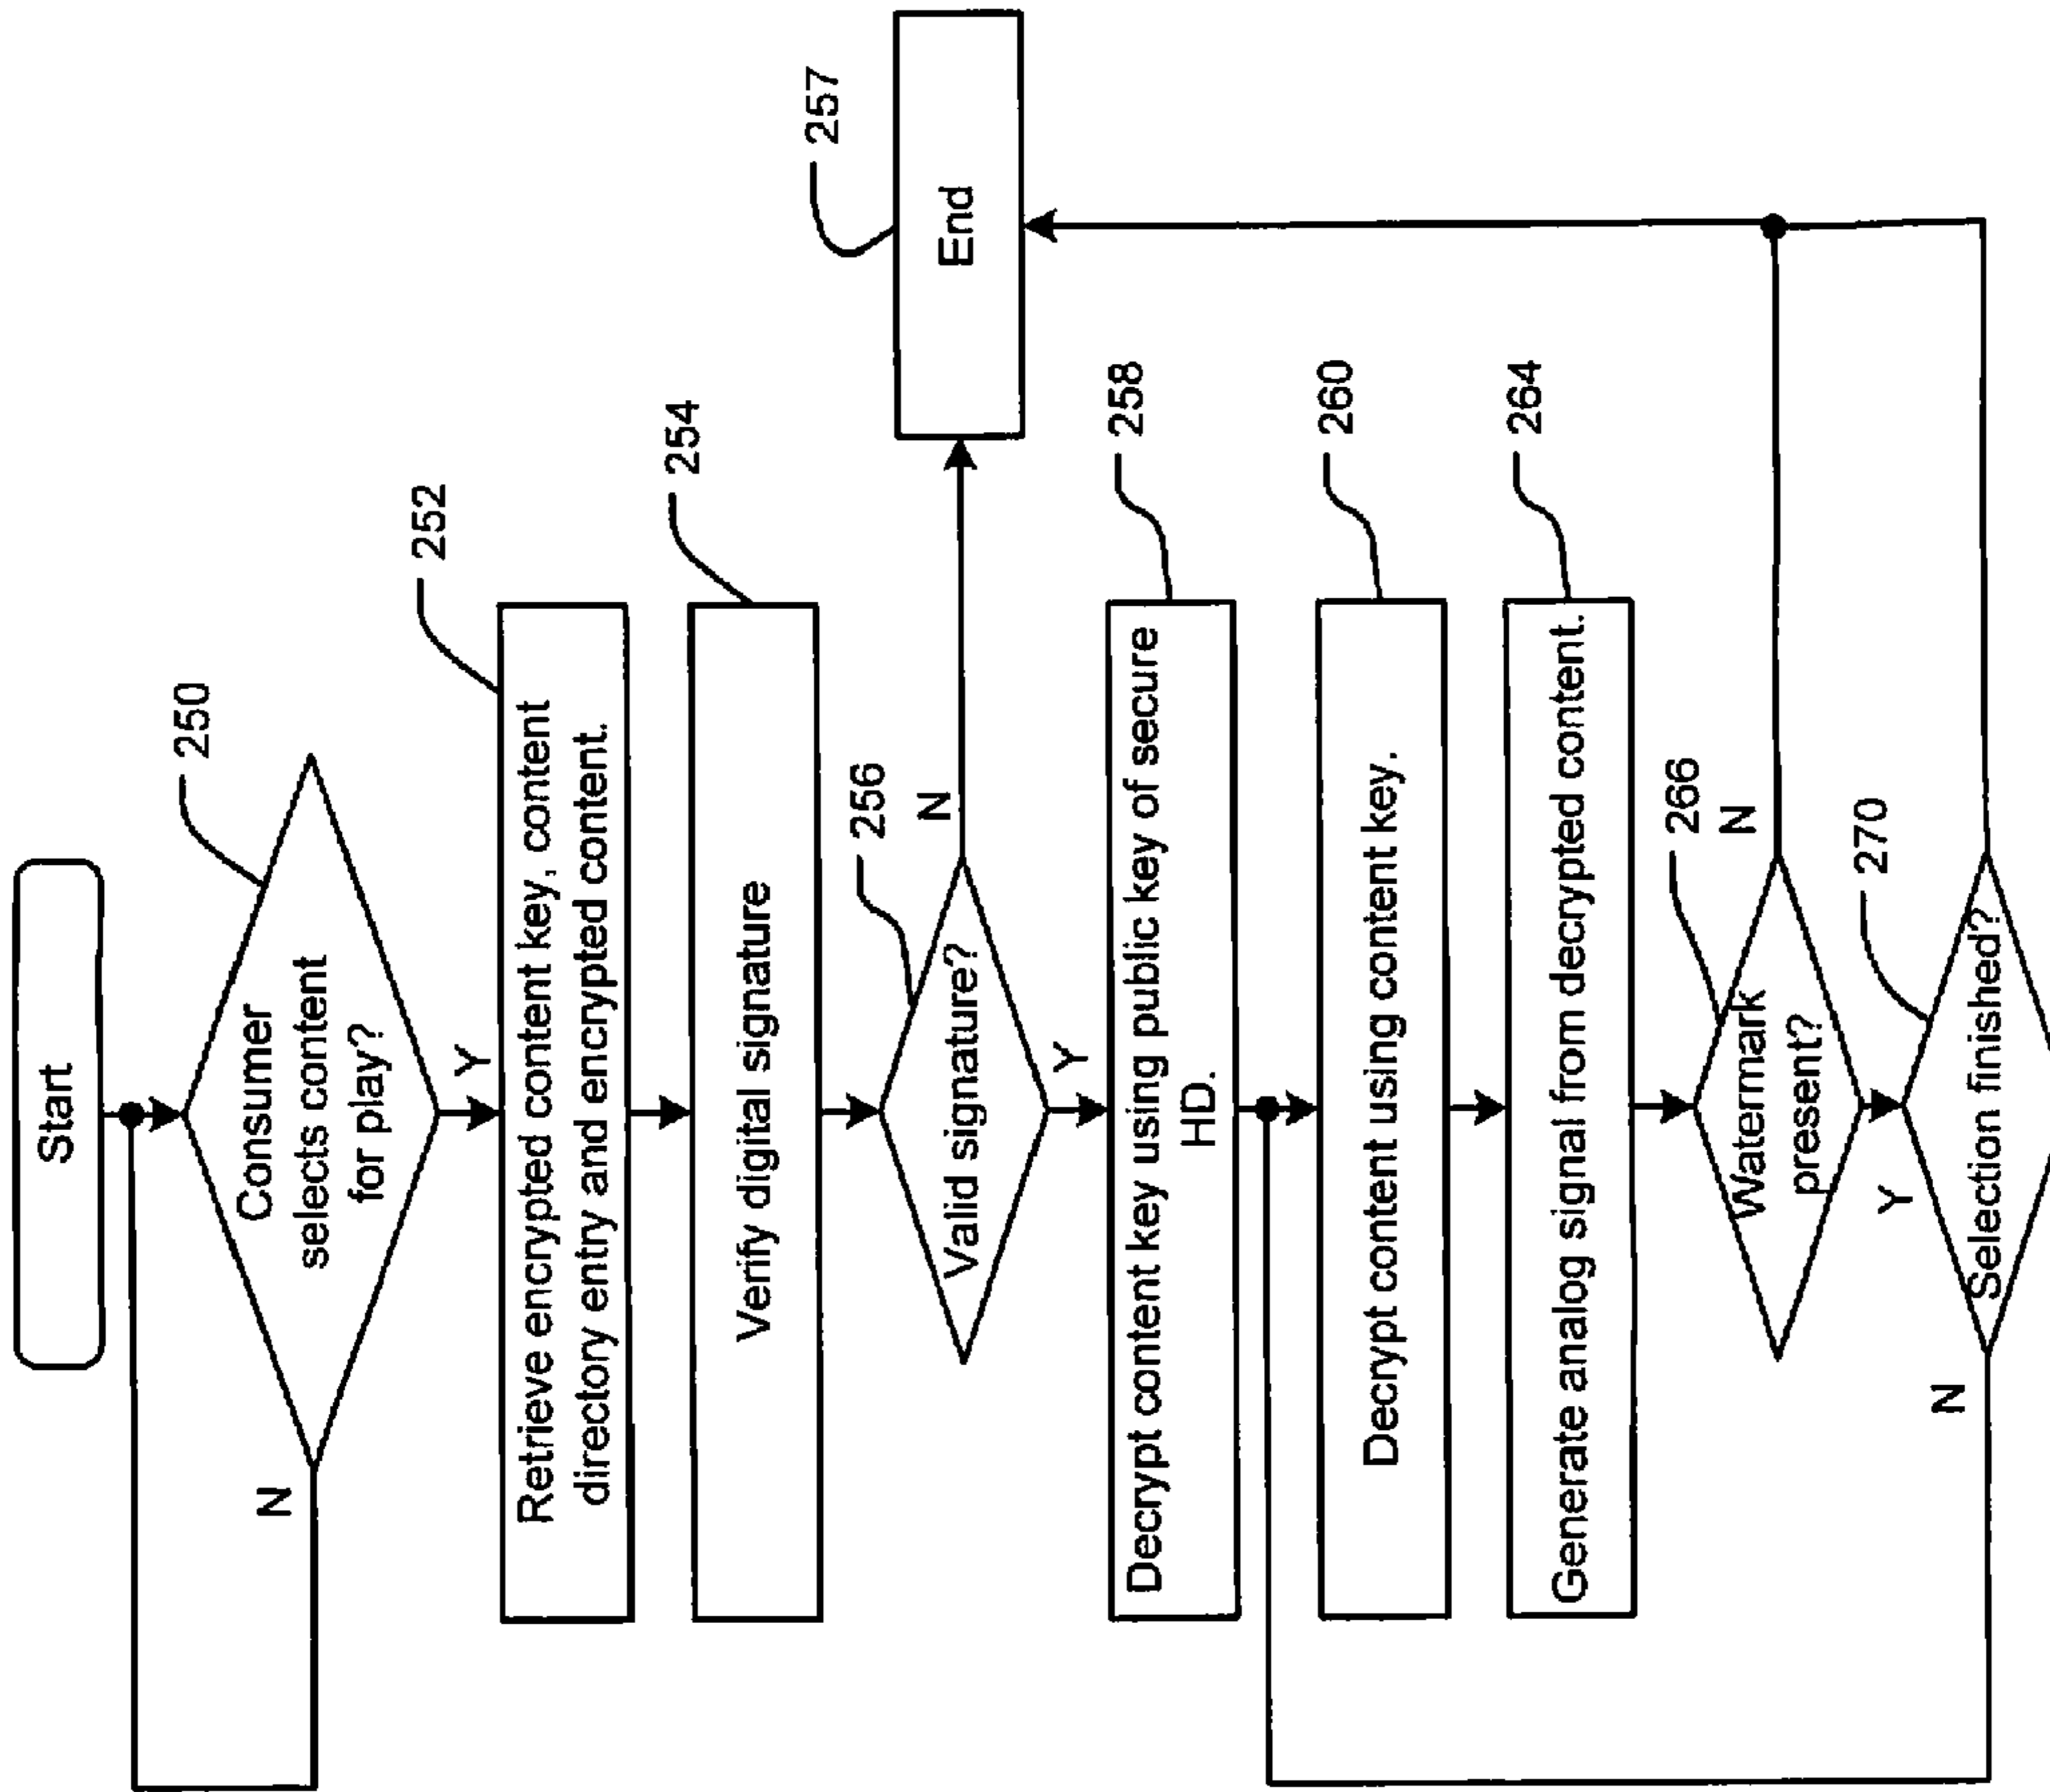 Start
250
Consumer
selects content
for play?
N
Y
252
Retrieve encrypted content key, content
directory entry and encrypted content.
254
Verify digital signature
256
Valid signature?
N
Y
257
End
258
Decrypt content key using public key of secure
HD.
260
Decrypt content using content key.
264
Generate analog signal from decrypted content.
266
Watermark
present?
N
Y
270
Selection finished?
N